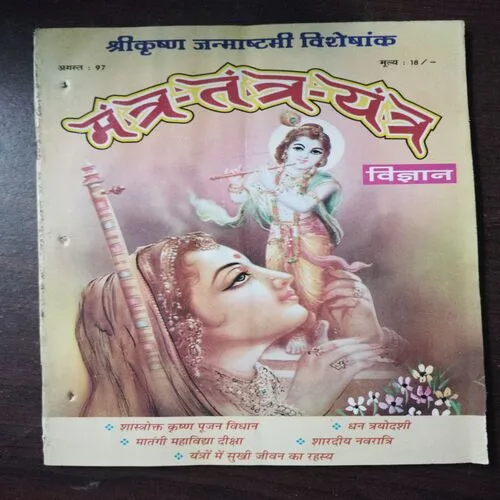 श्रीकृष्ण जन्माष्टमी विशेषांक
अगस्त : 97 मूल्य : 18 /-
मंत्र-तंत्र-यंत्र
विज्ञान
शास्त्रोक्त कृष्ण पूजन विधान धन त्रयोदशी
मातंगी महाविद्या दीक्षा शारदीय नवरात्रि
यंत्रों में सुखी जीवन का रहस्य